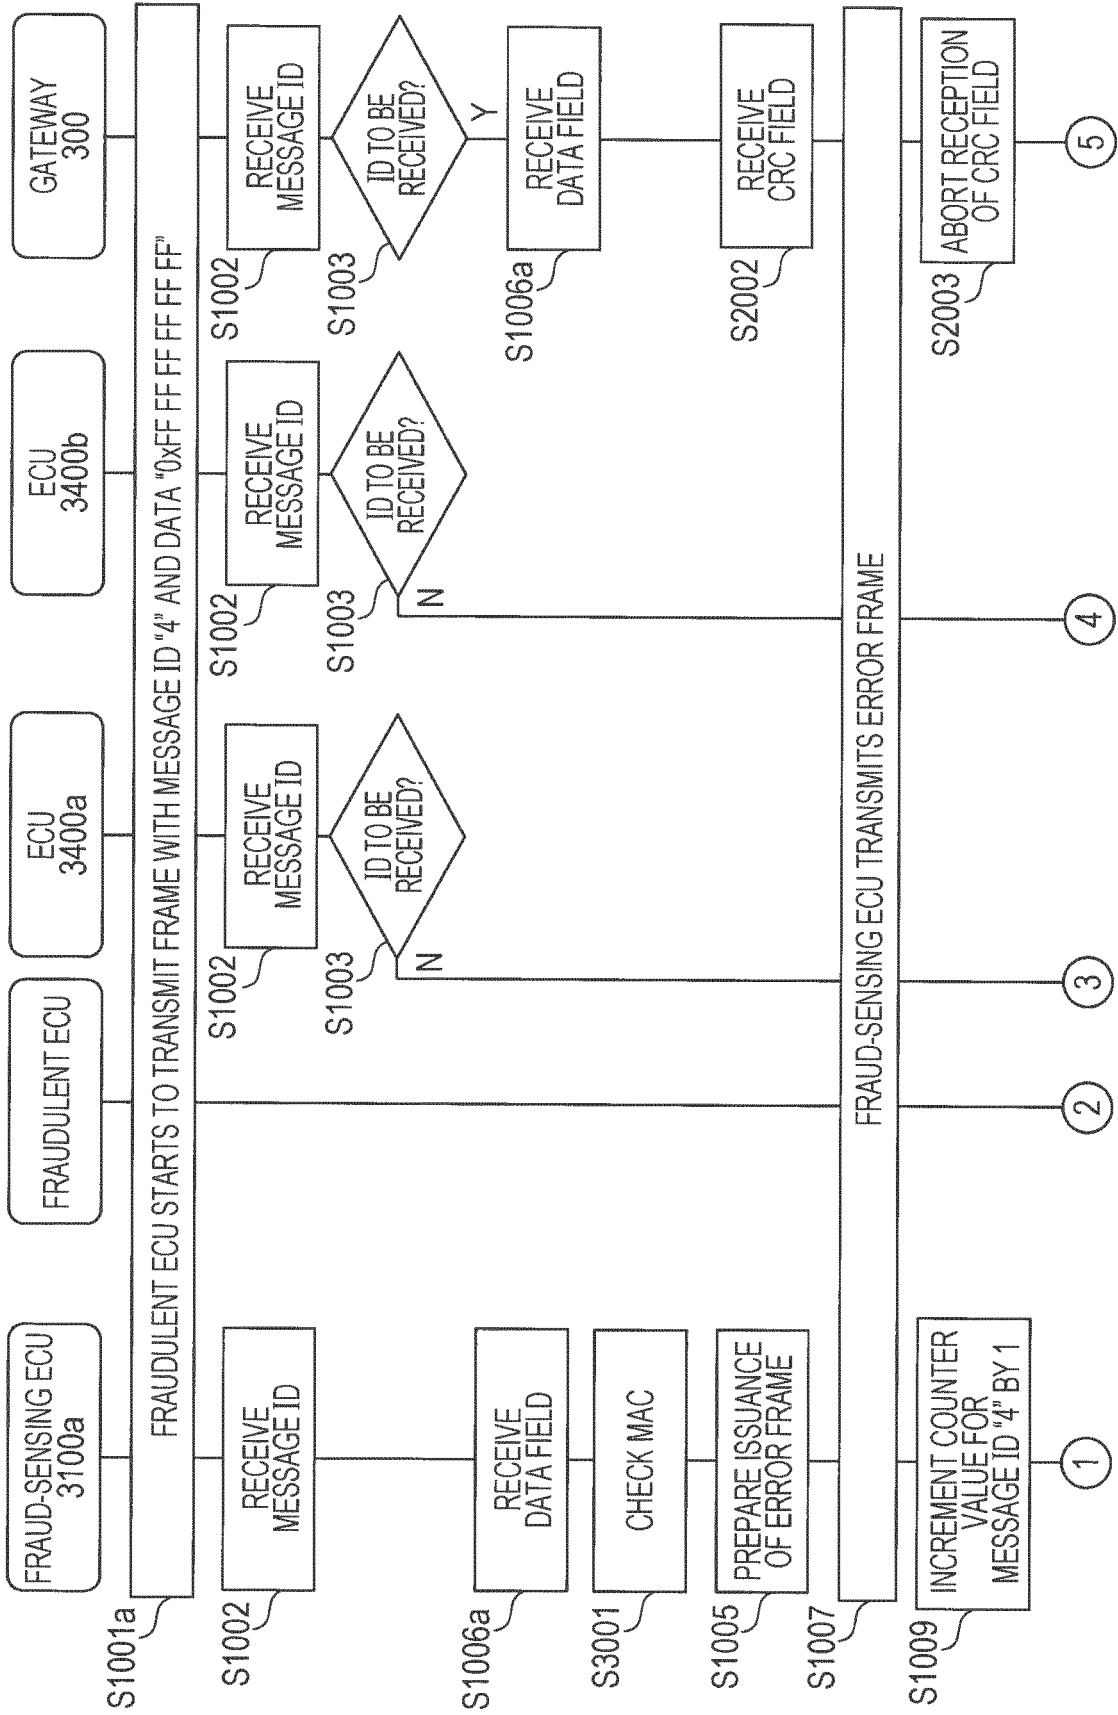 FRAUD-SENSING ECU
3100a
FRAUDULENT ECU
ECU
3400a
ECU
3400b
GATEWAY
300
S1001a
FRAUDULENT ECU STARTS TO TRANSMIT FRAME WITH MESSAGE ID "4" AND DATA "0xFF FF FF FF FF"
S1002
RECEIVE
MESSAGE ID
S1002
RECEIVE
MESSAGE ID
S1002
RECEIVE
MESSAGE ID
S1002
RECEIVE
MESSAGE ID
S1003
ID TO BE
RECEIVED?
N
S1003
ID TO BE
RECEIVED?
N
S1003
ID TO BE
RECEIVED?
Y
S1006a
RECEIVE
DATA FIELD
S1006a
RECEIVE
DATA FIELD
S3001
CHECK MAC
S1005
PREPARE ISSUANCE
OF ERROR FRAME
S2002
RECEIVE
CRC FIELD
S1007
FRAUD-SENSING ECU TRANSMITS ERROR FRAME
S1009
INCREMENT COUNTER
VALUE FOR
MESSAGE ID "4" BY 1
S2003
ABORT RECEPTION
OF CRC FIELD
1
2
3
4
5